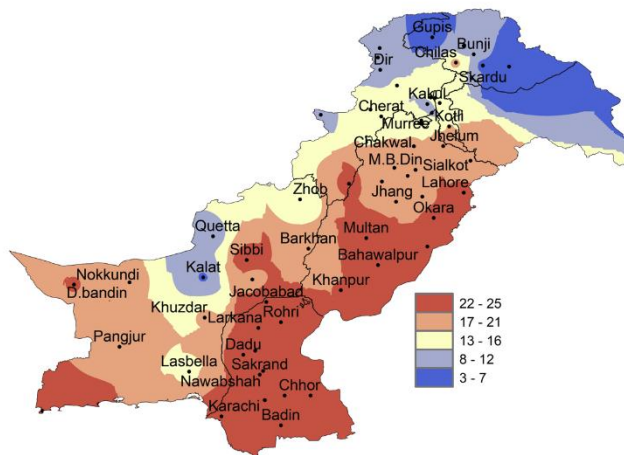 Gupis
Bunji
Chilas
Dir
Skardu
Kakul
Cherat
Kotli
Murree
Jhelum
Chakwal
M.B.Din
Sialkot
Zhob
Jhang
Lahore
Okara
Quetta
Multan
Sibbi
Barkhan
Bahawalpur
Nokkundi
Kalat
D.bandin
Khanpur
Jacobabad
22 - 25
Khuzdar
Larkana
Rohri
17 - 21
13 - 16
Pangjur
Dadu
8 - 12
Lasbella
Sakrand
3 - 7
Nawabshah
Chhor
Karachi
Badin